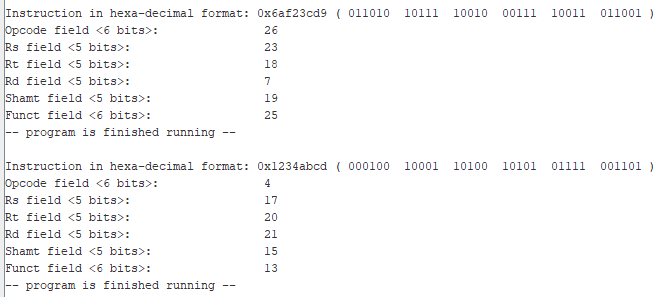 Instruction in hexa-decimal format: 0x6af23cd9 ( 011010 10111 10010 00111 10011 011001 )
Opcode field <6 bits>: 26
Rs field <5 bits>: 23
Rt field <5 bits>: 18
Rd field <5 bits>: 7
Shamt field <5 bits>: 19
Funct field <6 bits>: 25
-- program is finished running --
Instruction in hexa-decimal format: 0x1234abcd ( 000100 10001 10100 10101 01111 001101 )
Opcode field <6 bits>: 4
Rs field <5 bits>: 17
Rt field <5 bits>: 20
Rd field <5 bits>: 21
Shamt field <5 bits>: 15
Funct field <6 bits>: 13
-- program is finished running --